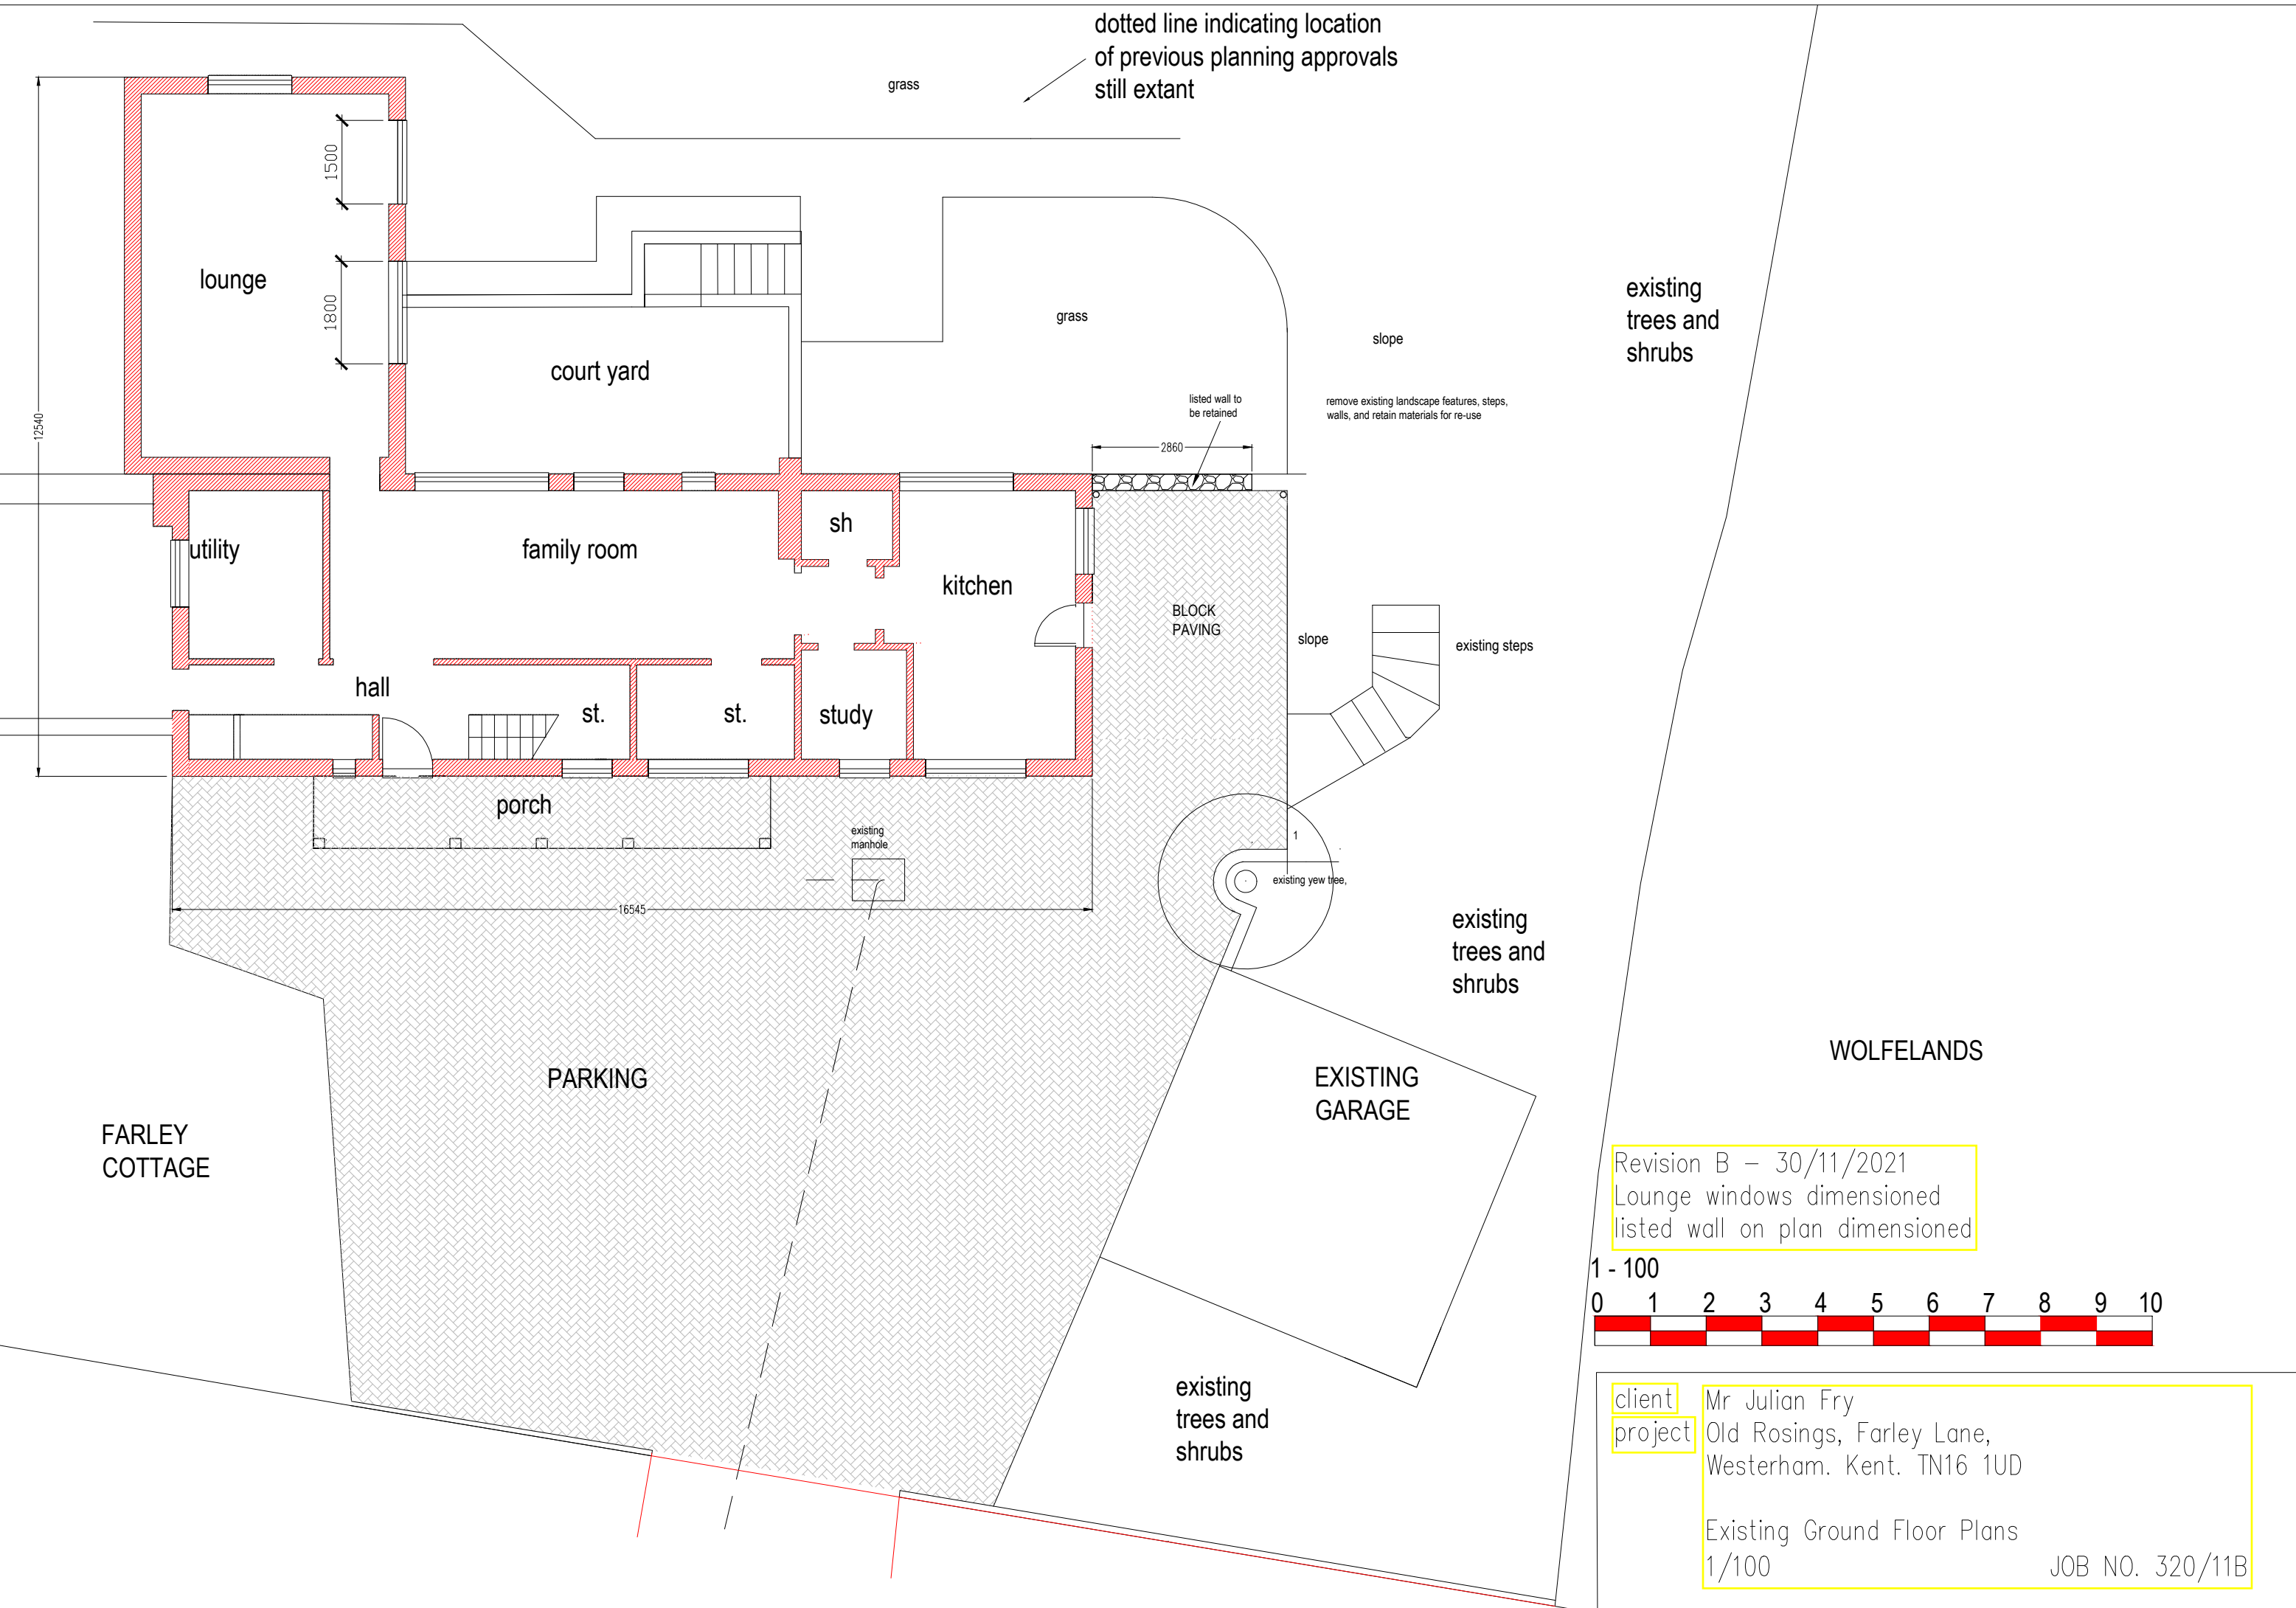 dotted line indicating location
of previous planning approvals
still extant
grass
1500
lounge
1800
12540
court yard
grass
slope
existing
trees and
shrubs
listed wall to
be retained
remove existing landscape features, steps,
walls, and retain materials for re-use
2860
utility
family room
sh
kitchen
BLOCK
PAVING
slope
existing steps
hall
st.
st.
study
porch
existing
manhole
1
existing yew tree,
16545
existing
trees and
shrubs
PARKING
EXISTING
GARAGE
WOLFELANDS
FARLEY
COTTAGE
Revision B – 30/11/2021
Lounge windows dimensioned
listed wall on plan dimensioned
1 - 100
0 1 2 3 4 5 6 7 8 9 10
existing
trees and
shrubs
client Mr Julian Fry
project Old Rosings, Farley Lane,
Westerham. Kent. TN16 1UD
Existing Ground Floor Plans
1/100 JOB NO. 320/11B